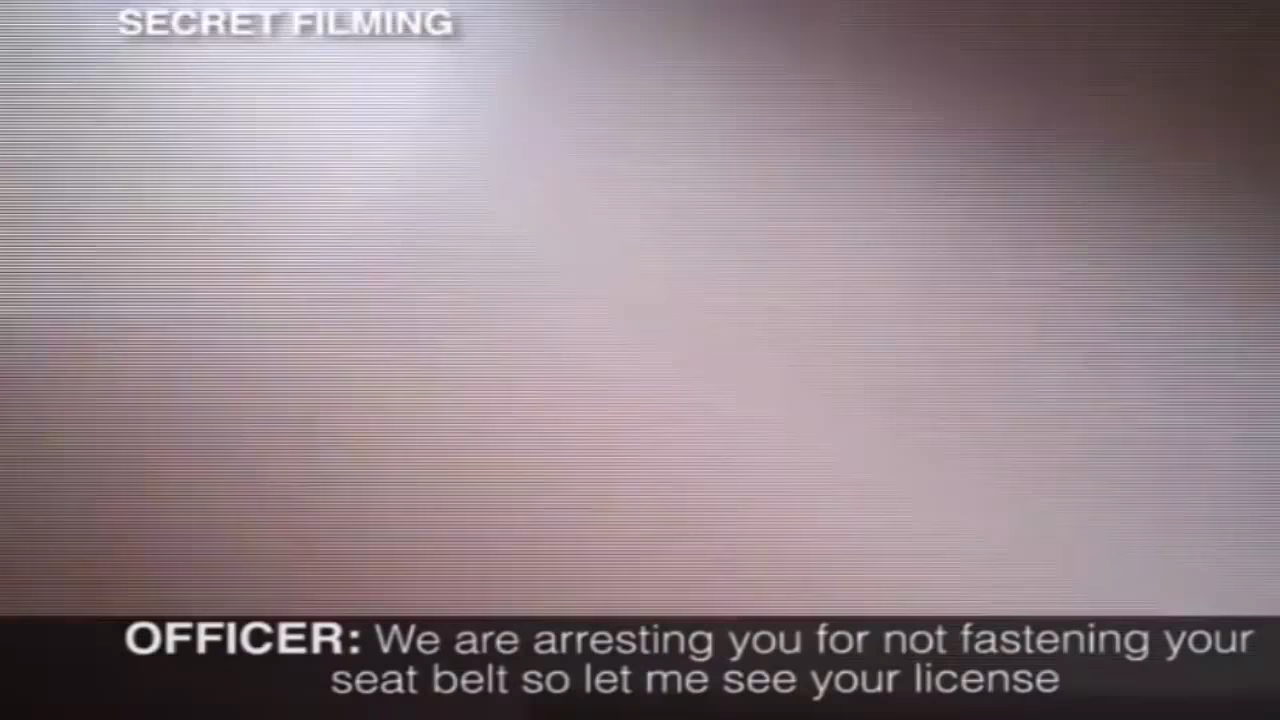 SECRET FILMING
OFFICER: We are arresting you for not fastening your
seat belt so let me see your license